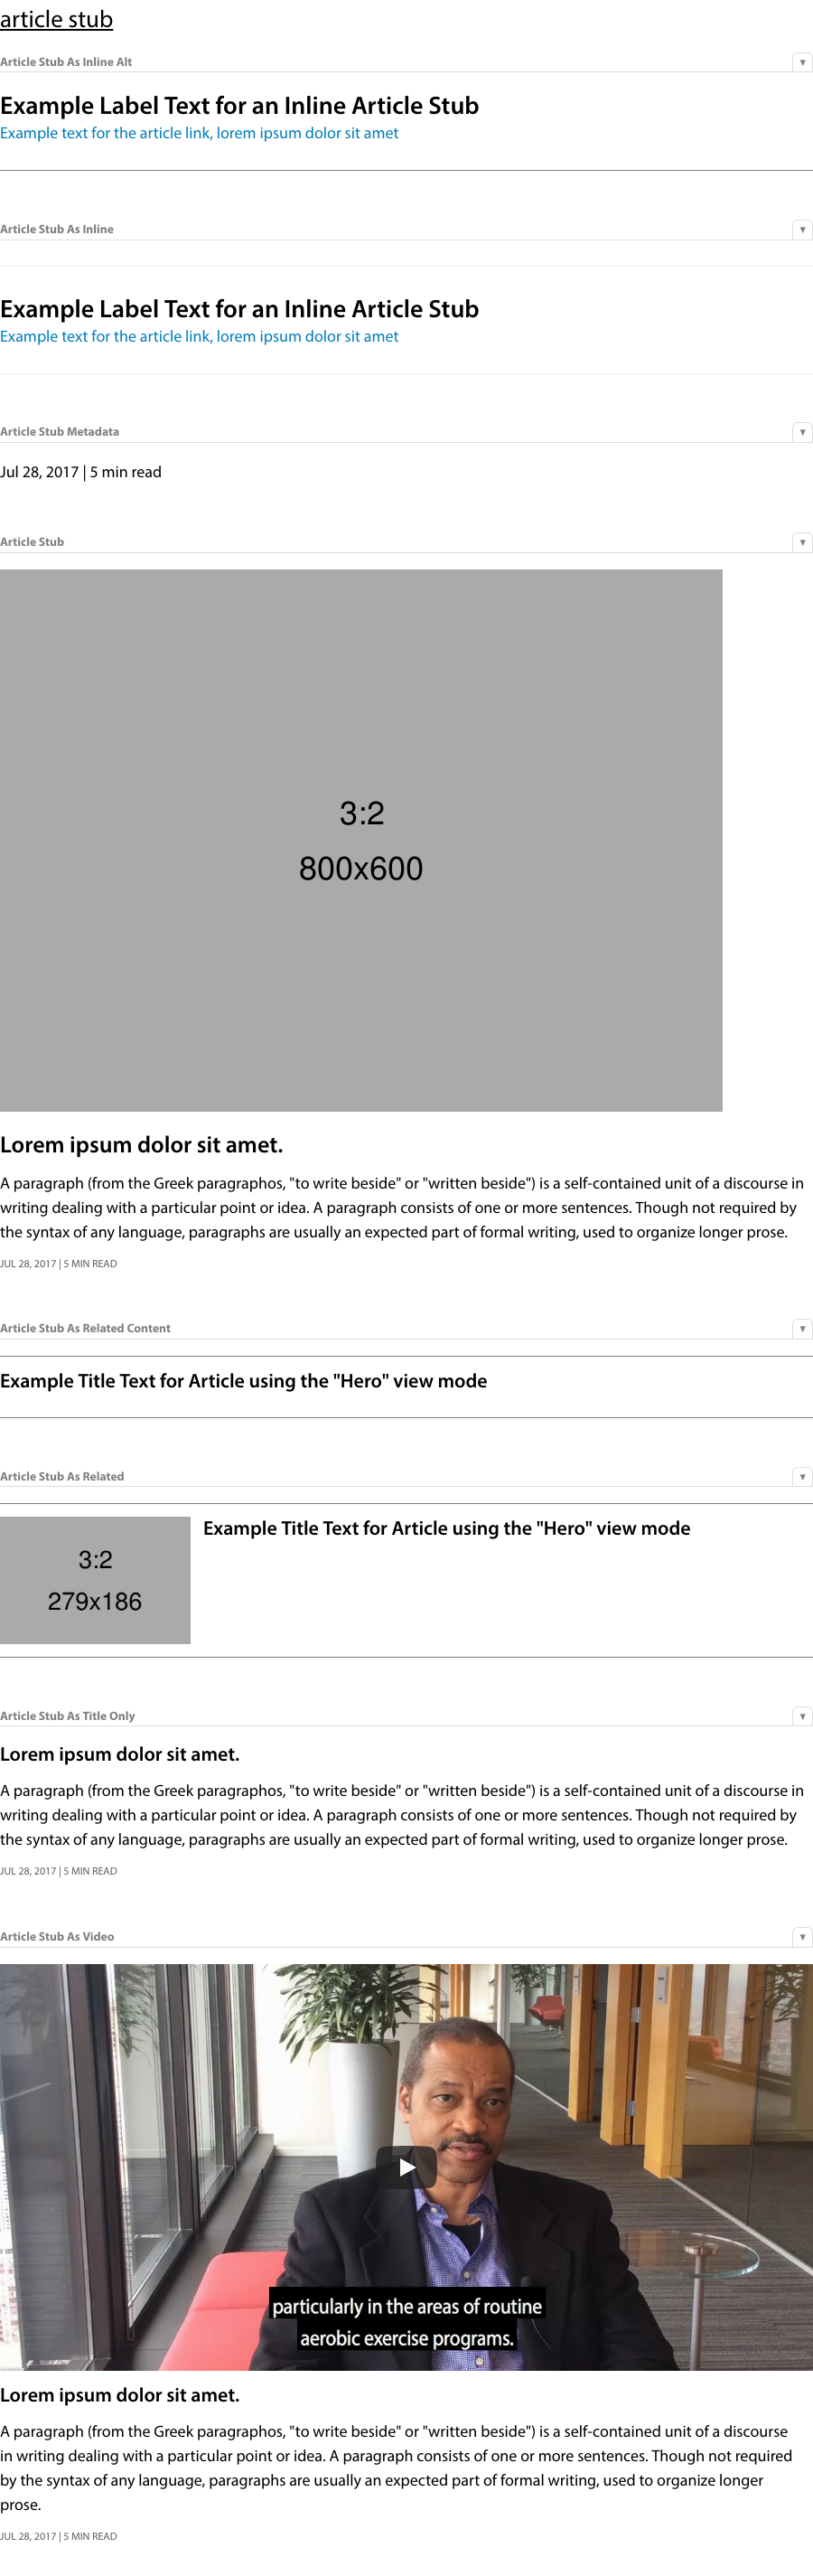 article stub
Article Stub As Inline Alt
▼
Example Label Text for an Inline Article Stub
Example text for the article link, lorem ipsum dolor sit amet
Article Stub As Inline
▼
Example Label Text for an Inline Article Stub
Example text for the article link, lorem ipsum dolor sit amet
Article Stub Metadata
▼
Jul 28, 2017 | 5 min read
Article Stub
▼
3:2
800x600
Lorem ipsum dolor sit amet.
A paragraph (from the Greek paragraphos, "to write beside" or "written beside") is a self-contained unit of a discourse in
writing dealing with a particular point or idea. A paragraph consists of one or more sentences. Though not required by
the syntax of any language, paragraphs are usually an expected part of formal writing, used to organize longer prose.
JUL 28, 2017 | 5 MIN READ
Article Stub As Related Content
▼
Example Title Text for Article using the "Hero" view mode
Article Stub As Related
▼
3:2
279x186
Example Title Text for Article using the "Hero" view mode
Article Stub As Title Only
▼
Lorem ipsum dolor sit amet.
A paragraph (from the Greek paragraphos, "to write beside" or "written beside") is a self-contained unit of a discourse in
writing dealing with a particular point or idea. A paragraph consists of one or more sentences. Though not required by
the syntax of any language, paragraphs are usually an expected part of formal writing, used to organize longer prose.
JUL 28, 2017 | 5 MIN READ
Article Stub As Video
▼
particularly in the areas of routine
aerobic exercise programs.
Lorem ipsum dolor sit amet.
A paragraph (from the Greek paragraphos, "to write beside" or "written beside") is a self-contained unit of a discourse
in writing dealing with a particular point or idea. A paragraph consists of one or more sentences. Though not required
by the syntax of any language, paragraphs are usually an expected part of formal writing, used to organize longer
prose.
JUL 28, 2017 | 5 MIN READ